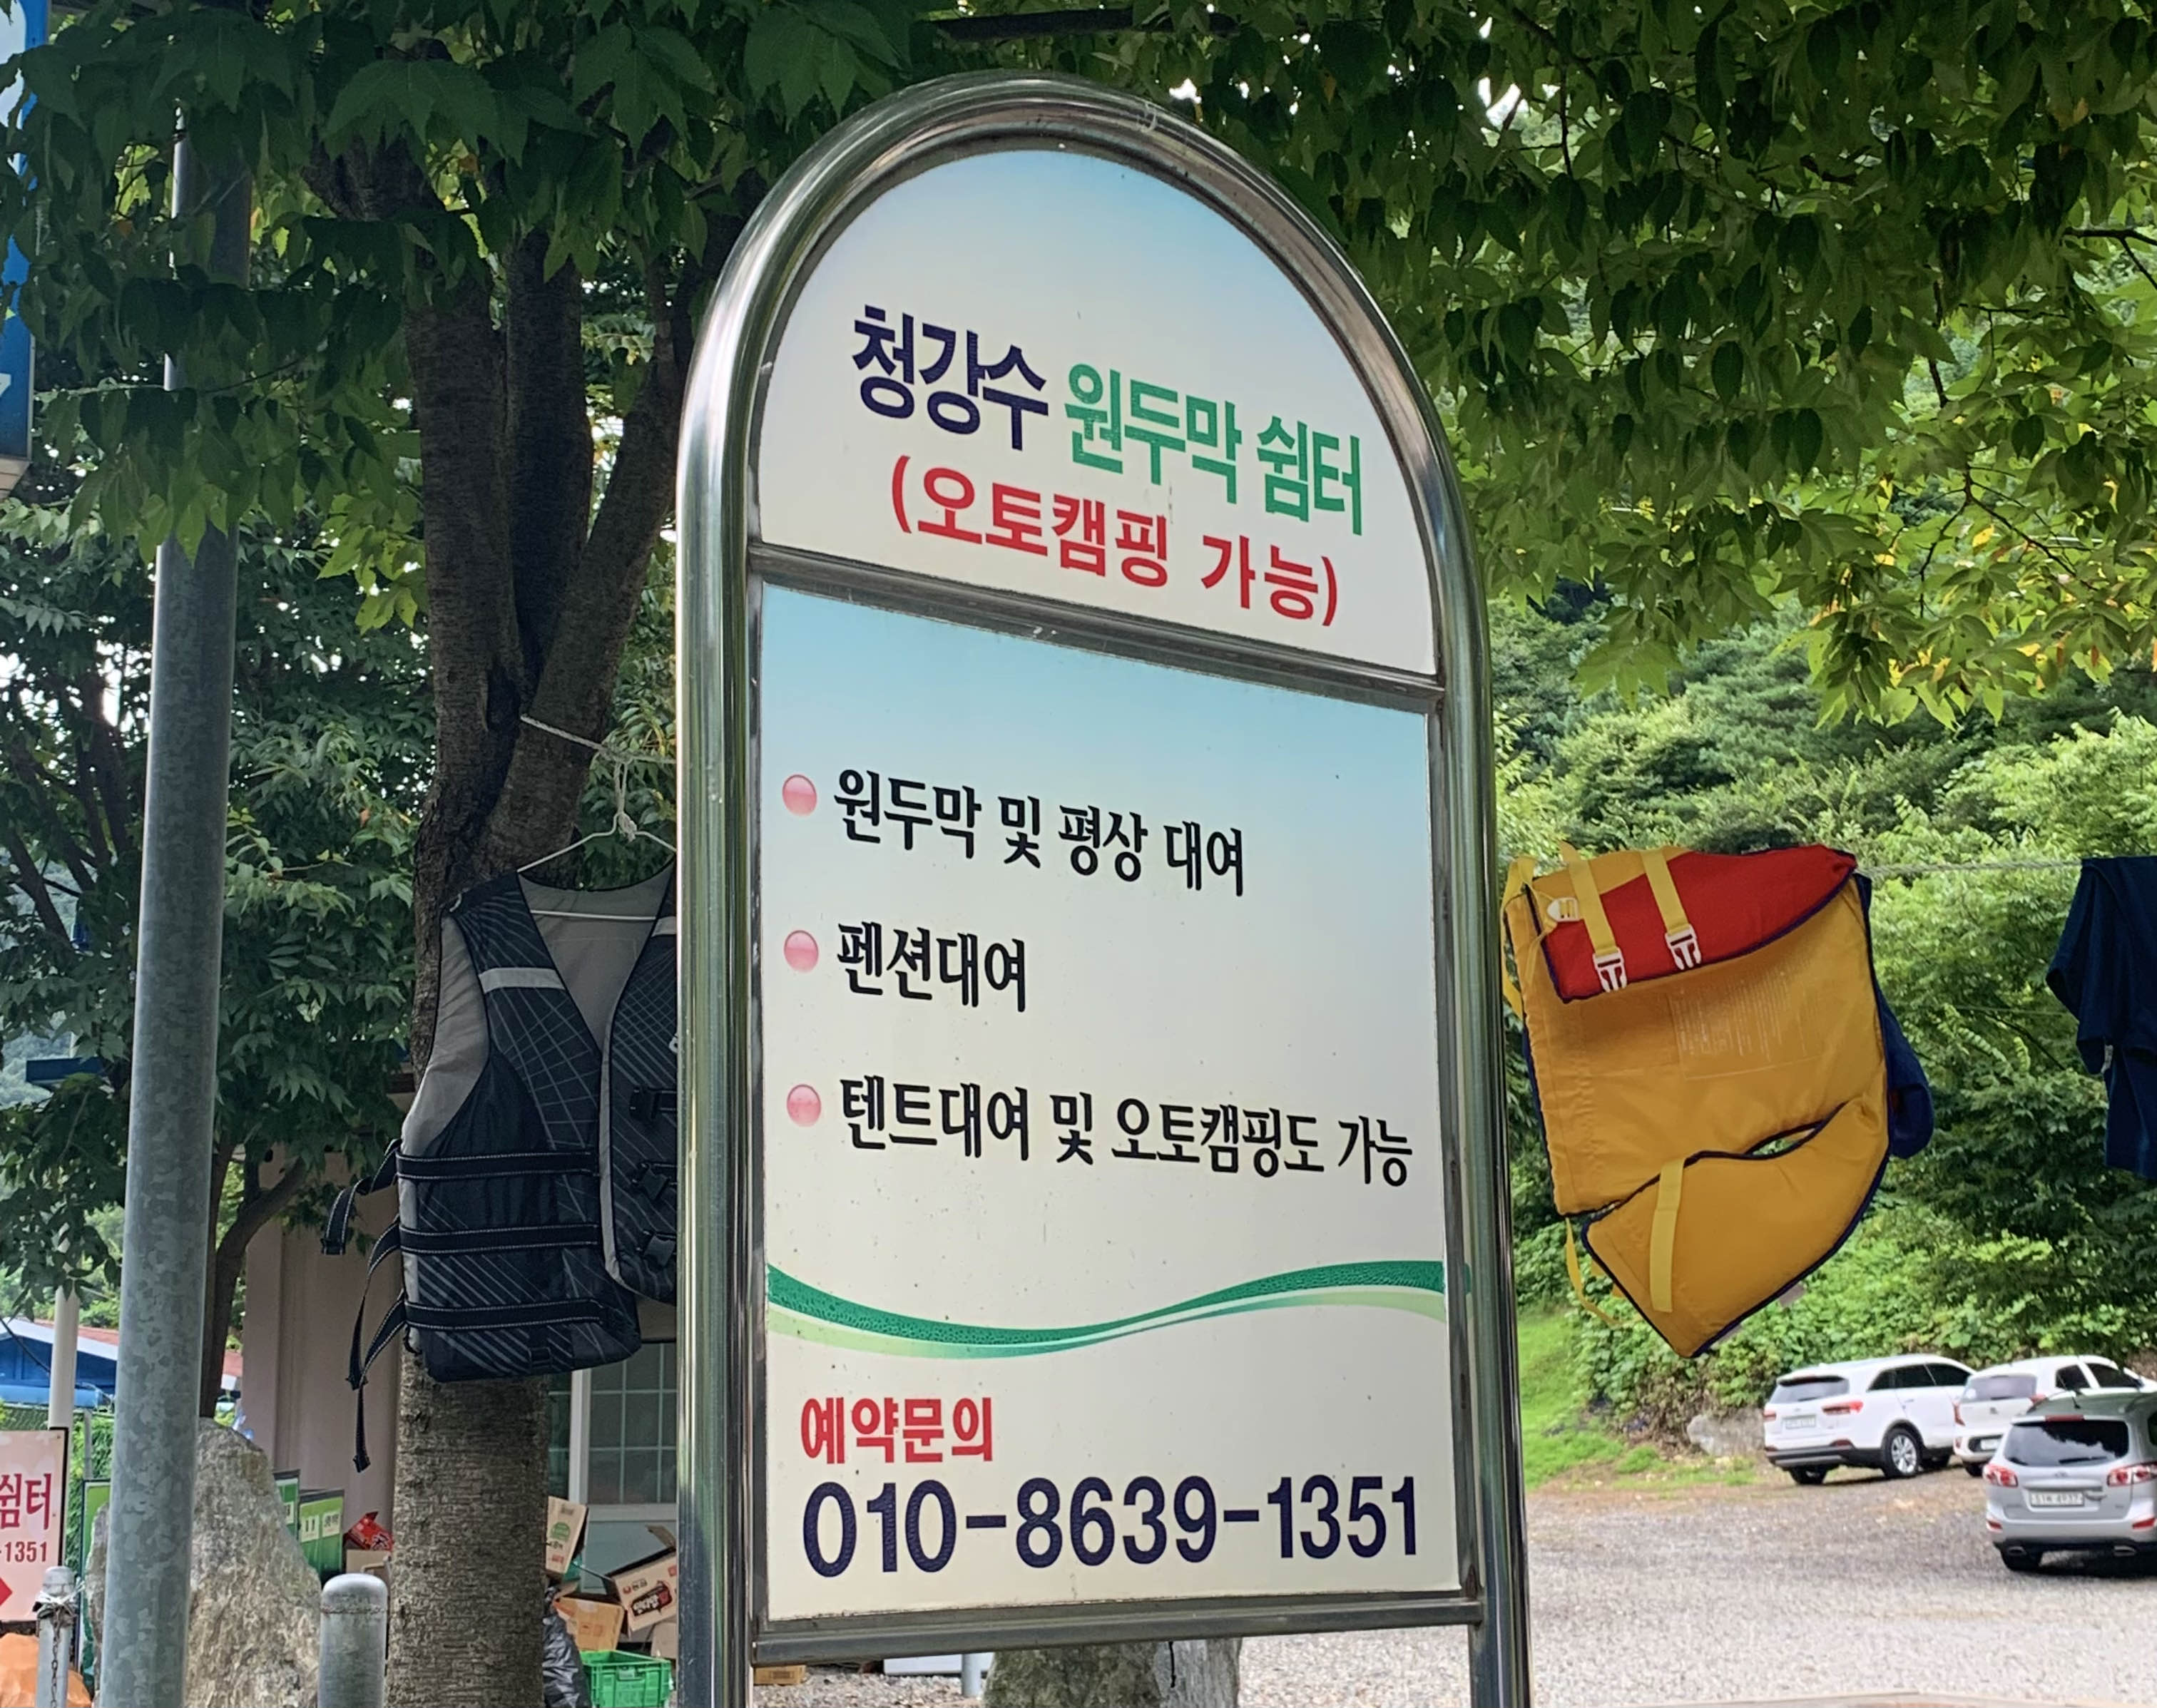 청강수 원두막 쉼터
(오토캠핑 가능)
원두막 및 평상 대여
펜션대여
텐트대여 및 오토캠핑도 가능
예약문의
010-8639-1351
쉼터
-1351